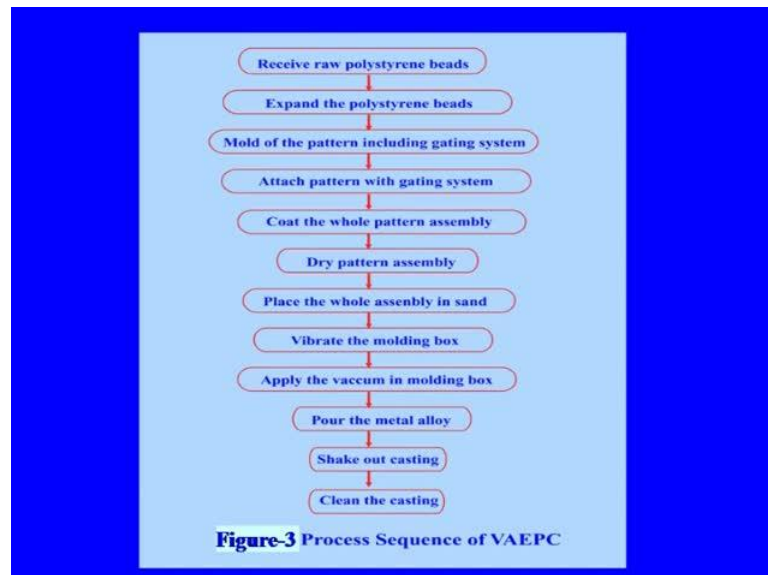 Receive raw polystyrene beads
Expand the polystyrene beads
Mold of the pattern including gating system
Attach pattern with gating system
Coat the whole pattern assembly
Dry pattern assembly
Place the whole assenbly in sand
Vibrate the molding box
Apply the vaccum in molding box
Pour the metal alloy
Shake out casting
Clean the casting
Figure-3 Process Sequence of VAEPC